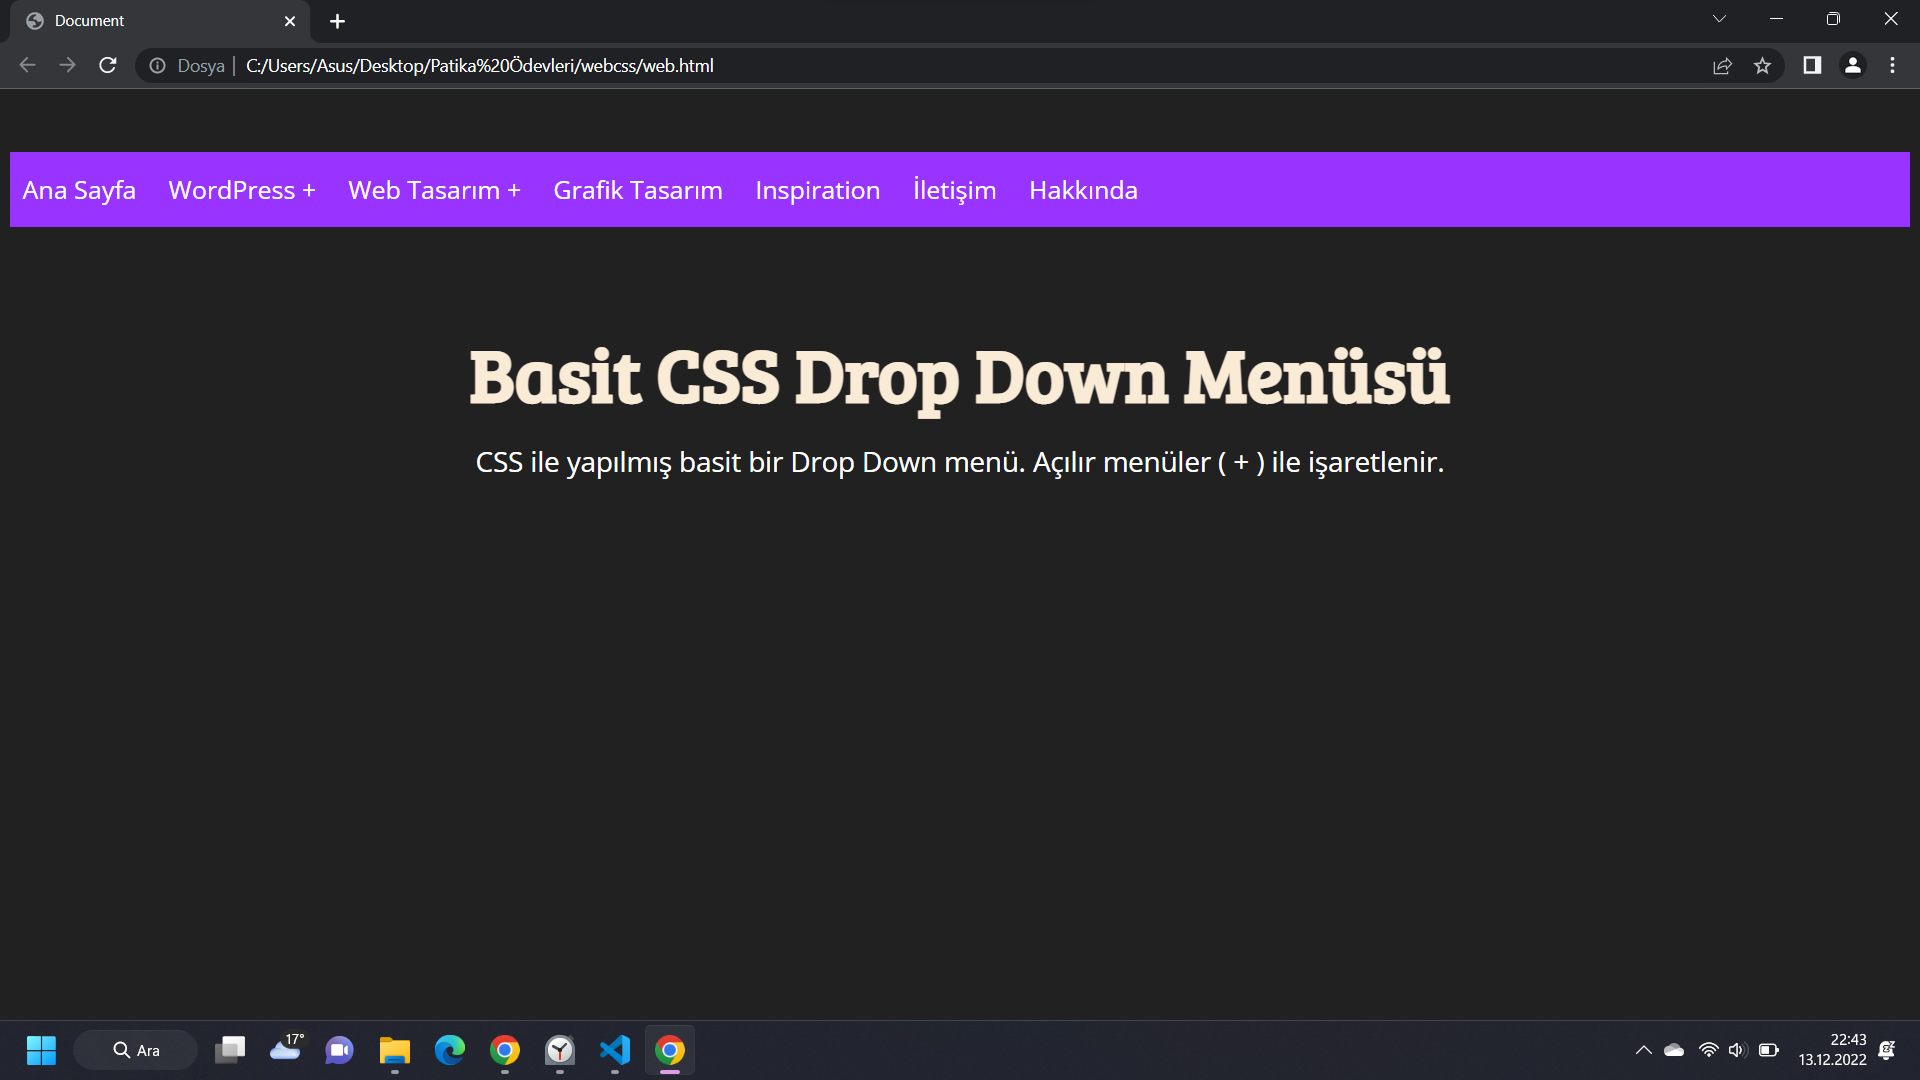 Document
Dosya | C:/Users/Asus/Desktop/Patika%20Ödevleri/webcss/web.html
Ana Sayfa WordPress + Web Tasarım + Grafik Tasarım Inspiration İletişim Hakkında
Basit CSS Drop Down Menüsü
CSS ile yapılmış basit bir Drop Down menü. Açılır menüler ( + ) ile işaretlenir.
Ara
17°
22:43
13.12.2022